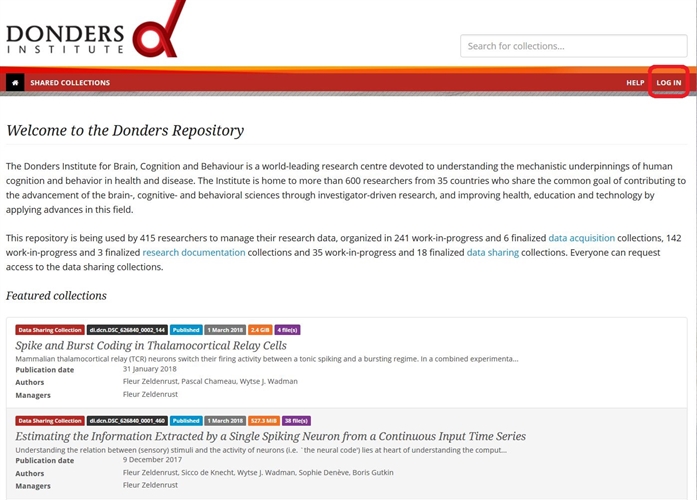 DONDERS
INSTITUTE
Search for collections...
SHARED COLLECTIONS
HELP
LOG IN
Welcome to the Donders Repository
The Donders Institute for Brain, Cognition and Behaviour is a world-leading research centre devoted to understanding the mechanistic underpinnings of human
cognition and behavior in health and disease. The Institute is home to more than 600 researchers from 35 countries who share the common goal of contributing to
the advancement of the brain-, cognitive- and behavioral sciences through investigator-driven research, and improving health, education and technology by
applying advances in this field.
This repository is being used by 415 researchers to manage their research data, organized in 241 work-in-progress and 6 finalized data acquisition collections, 142
work-in-progress and 3 finalized research documentation collections and 35 work-in-progress and 18 finalized data sharing collections. Everyone can request
access to the data sharing collections.
Featured collections
Data Sharing Collection di.dcn.DSC_626840_0002_144 Published 1 March 2018 2.4 GiB 4 file(s)
Spike and Burst Coding in Thalamocortical Relay Cells
Mammalian thalamocortical relay (TCR) neurons switch their firing activity between a tonic spiking and a bursting regime. In a combined experimenta...
Publication date 31 January 2018
Authors Fleur Zeldenrust, Pascal Chameau, Wytse J. Wadman
Managers Fleur Zeldenrust
Data Sharing Collection di.dcn.DSC_626840_0001_460 Published 1 March 2018 527.3 MiB 38 file(s)
Estimating the Information Extracted by a Single Spiking Neuron from a Continuous Input Time Series
Understanding the relation between (sensory) stimuli and the activity of neurons (i.e. `the neural code') lies at heart of understanding the comput...
Publication date 9 December 2017
Authors Fleur Zeldenrust, Sicco de Knecht, Wytse J. Wadman, Sophie Denève, Boris Gutkin
Managers Fleur Zeldenrust